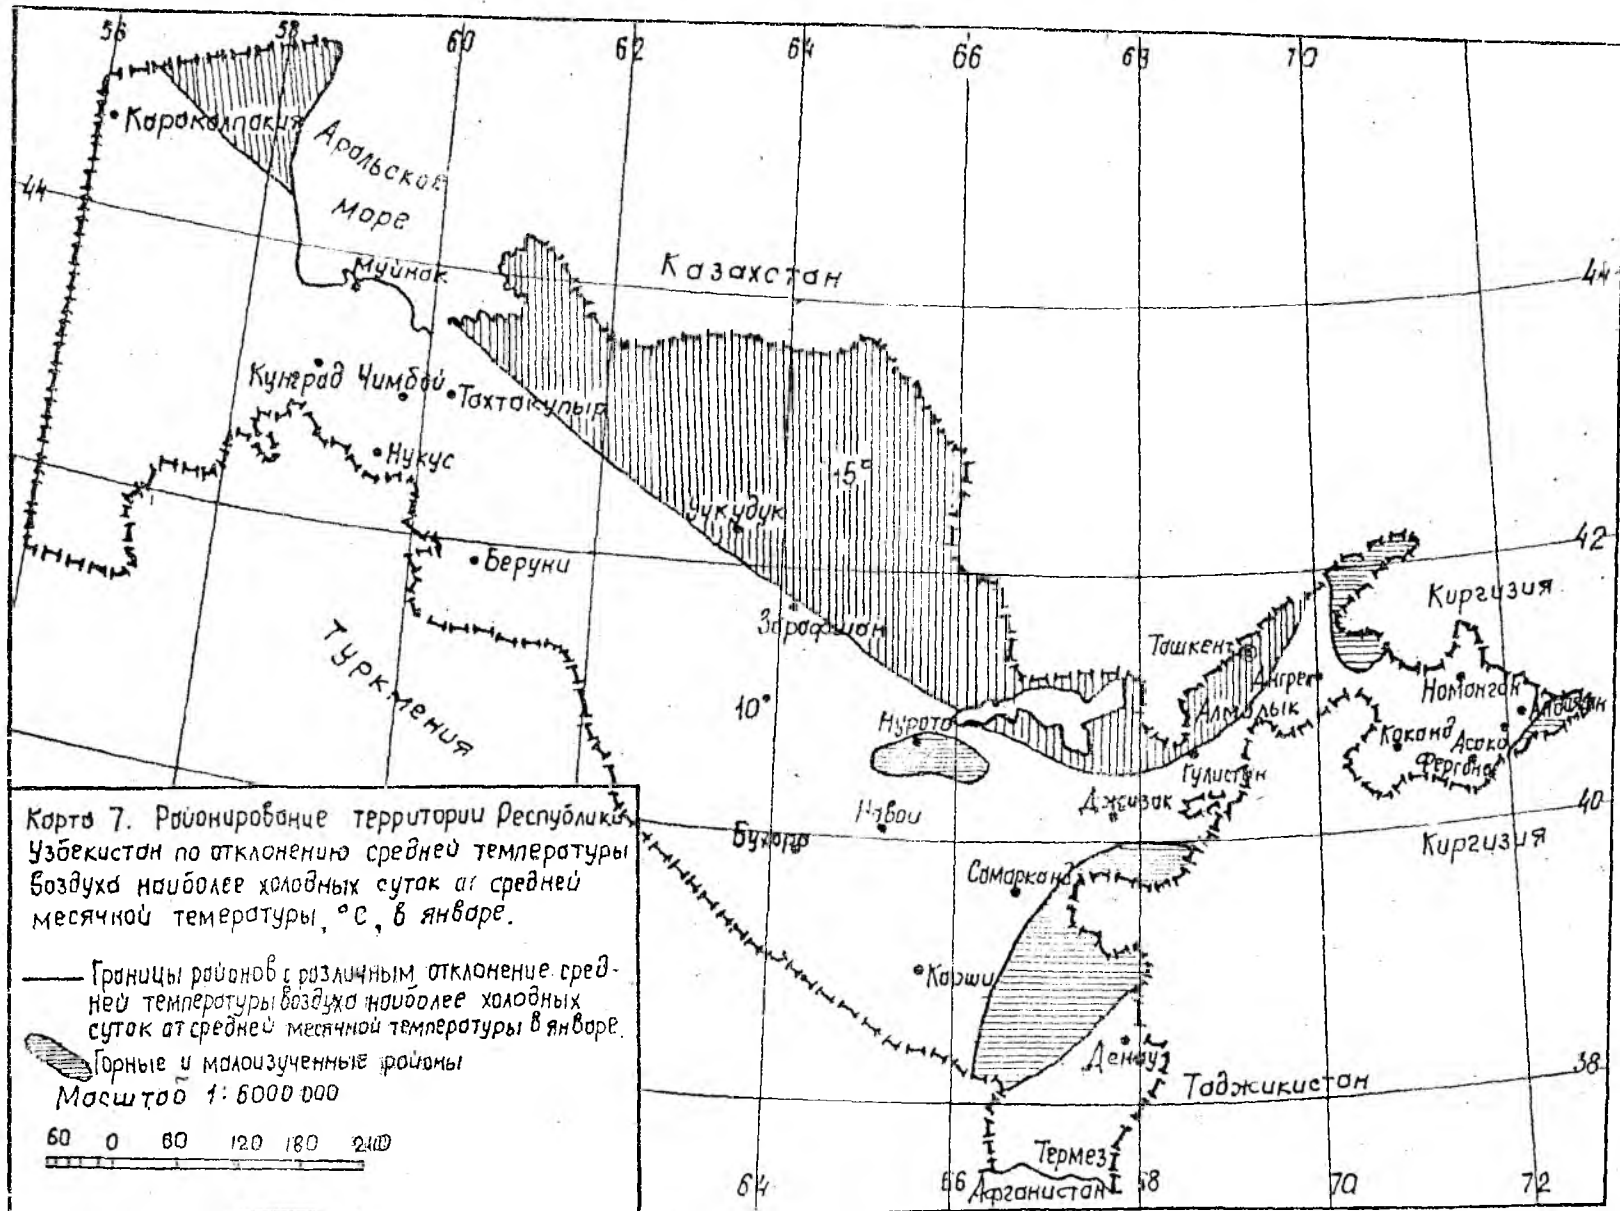 56 58 60 62 64 66 68 70
Каракалпакия
Аральское
море
44
Муйнак
Казахстан
44
Кунград Чимбай
Тахтакупыр
Нукус
15°
Учкудук
42
Беруни
Киргизия
Зарафшан
Ташкент
Туркмения
Ангрен
Наманган
Андижан
10°
Алмалык
Нурата
Коканд
Асака
Фергана
Гулистан
Джизак
Навои
40
Бухара
Киргизия
Самарканд
Карши
Денау
38
Таджикистан
Термез
Афганистан
64 66 68 70 72
Карта 7. Районирование территории Республики
Узбекистан по отклонению средней температуры
воздуха наиболее холодных суток от средней
месячной темературы, °C, в январе.
Границы районов с различным отклонение сред-
ней температуры воздуха наиболее холодных
суток от средней месячной температуры в январе.
Горные и малоизученные районы
Масштаб 1: 6000 000
60 0 60 120 180 240